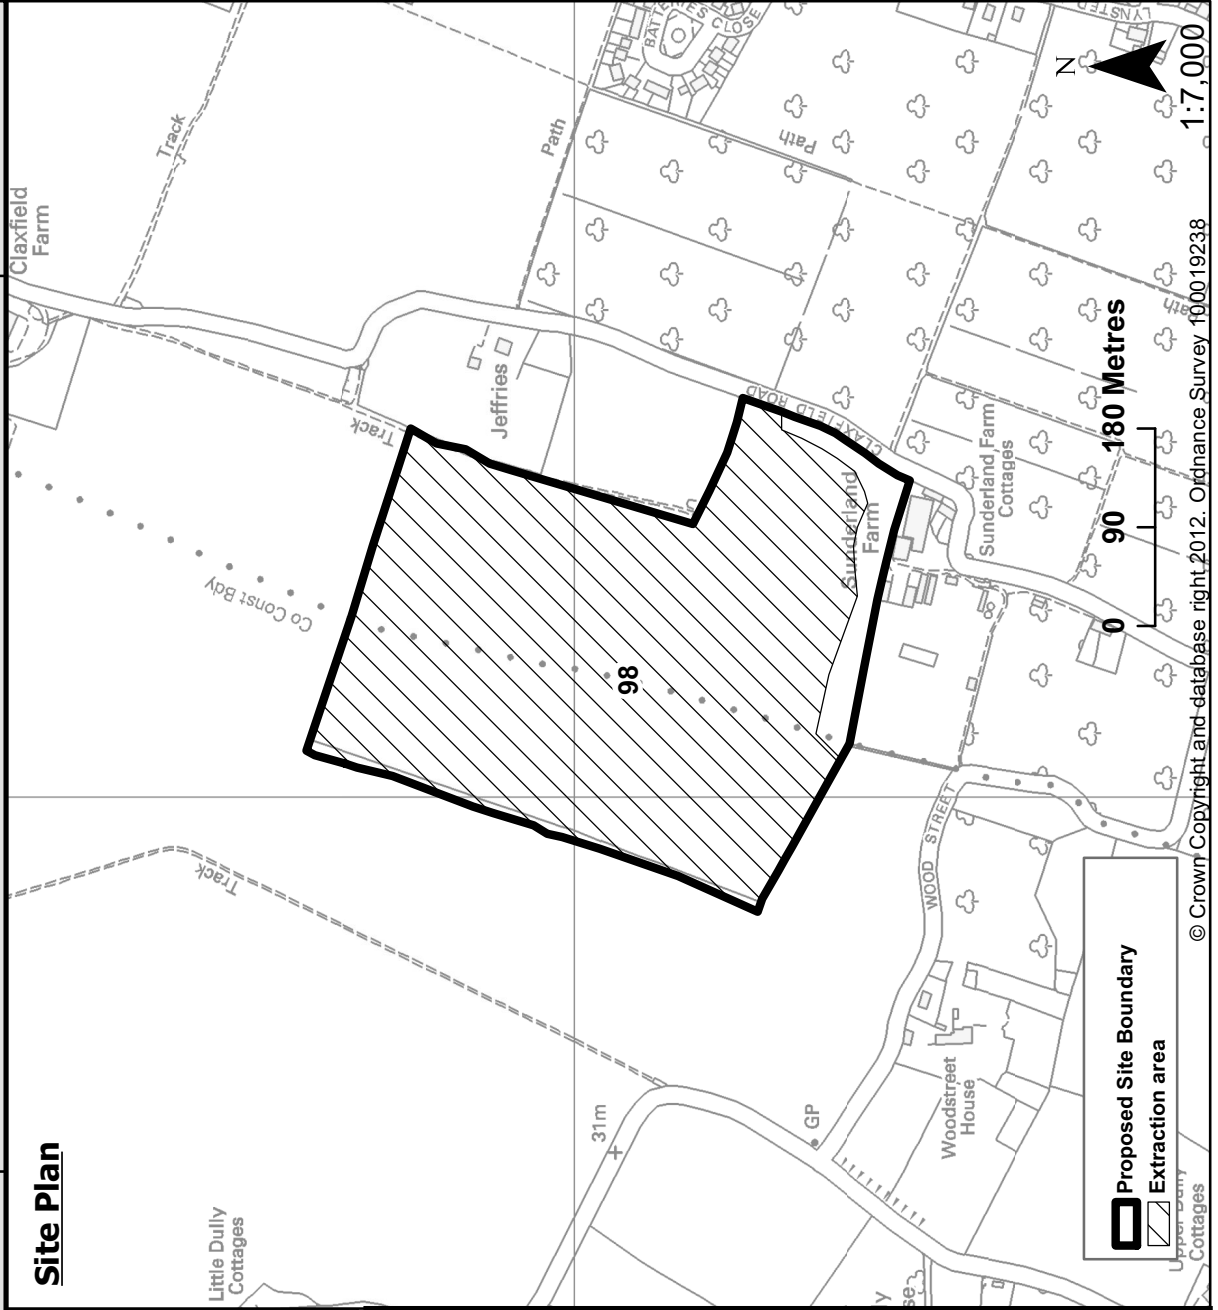 Site Plan
Little Dully
Cottages
Track
31m
GP
Woodstreet
House
WOOD STREET
Co Const Bdy
98
Track
Claxfield
Farm
Track
Jeffries
Path
BATTERIES CLOSE
Path
LYNSTED
CLAXFIELD ROAD
Sunderland
Farm
Sunderland Farm
Cottages
Path
Upper Dully
Cottages
Proposed Site Boundary
Extraction area
0 90 180 Metres
N
1:7,000
© Crown Copyright and database right 2012. Ordnance Survey 100019238